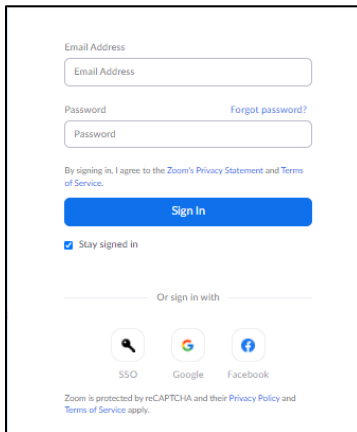 Email Address
Email Address
Password Forgot password?
Password
By signing in, I agree to the Zoom's Privacy Statement and Terms
of Service.
Sign In
Stay signed in
Or sign in with
SSO Google Facebook
Zoom is protected by reCAPTCHA and their Privacy Policy and
Terms of Service apply.